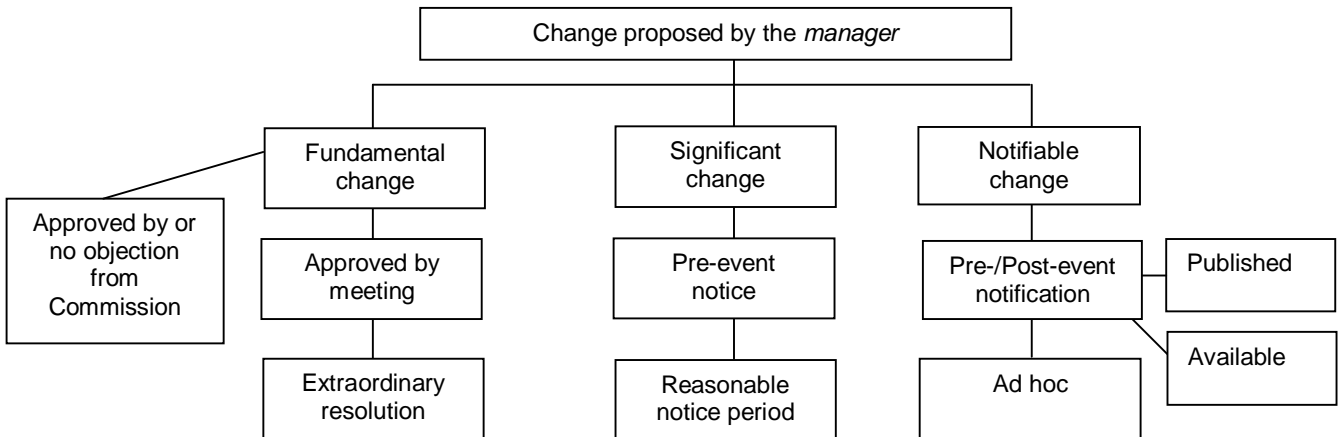 Change proposed by the manager
Fundamental
change
Significant
change
Notifiable
change
Approved by or
no objection
from
Commission
Approved by
meeting
Pre-event
notice
Pre-/Post-event
notification
Published
Available
Extraordinary
resolution
Reasonable
notice period
Ad hoc